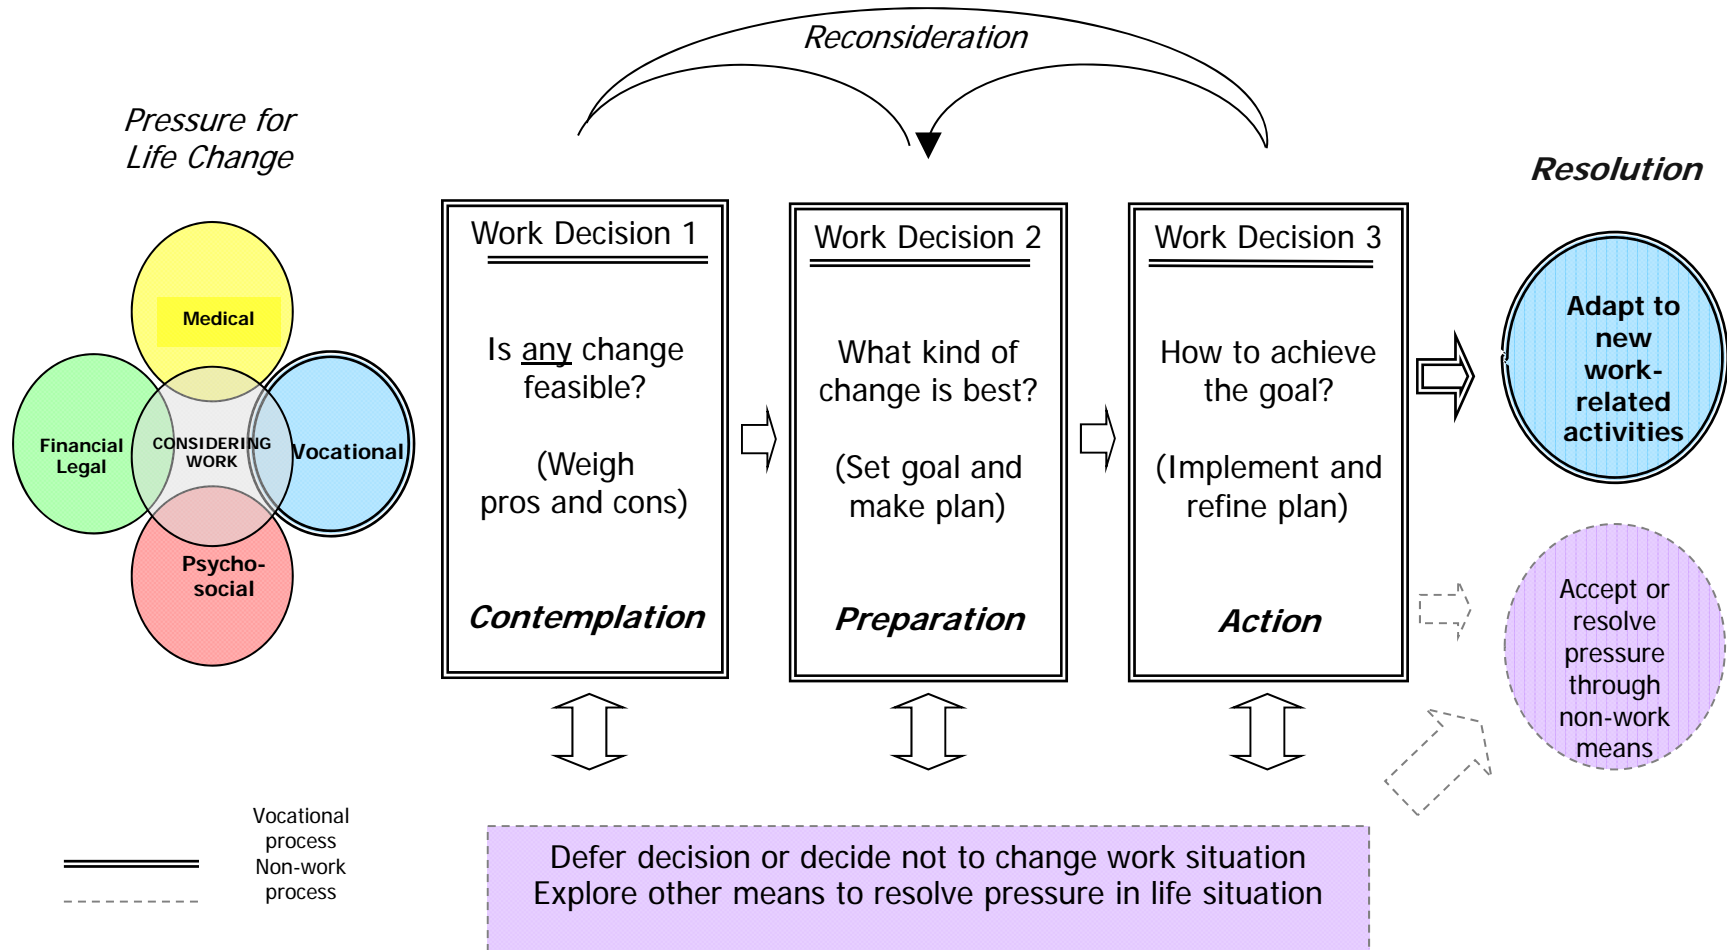 Reconsideration
Pressure for
Life Change
Medical
Financial
Legal
CONSIDERING
WORK
Vocational
Psycho-
social
Work Decision 1
Is any change
feasible?
(Weigh
pros and cons)
Contemplation
Work Decision 2
What kind of
change is best?
(Set goal and
make plan)
Preparation
Work Decision 3
How to achieve
the goal?
(Implement and
refine plan)
Action
Resolution
Adapt to
new
work-
related
activities
Accept or
resolve
pressure
through
non-work
means
Vocational
process
Non-work
process
Defer decision or decide not to change work situation
Explore other means to resolve pressure in life situation